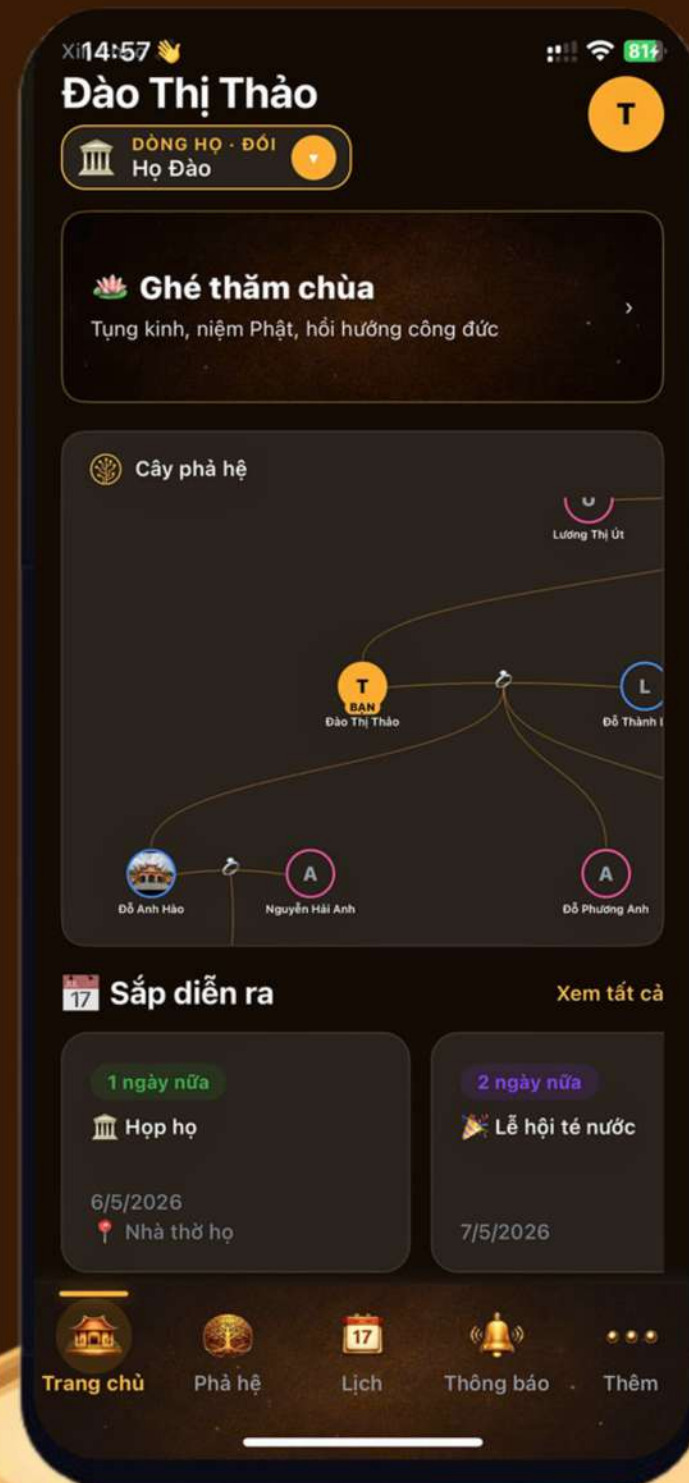 14:57
81
Đào Thị Thảo
T
DÒNG HỌ · ĐỔI
Họ Đào
Ghé thăm chùa
Tụng kinh, niệm Phật, hồi hướng công đức
Cây phả hệ
Lương Thị Út
T
L
BẠN
Đào Thị Thảo
Đỗ Thành
A
A
Đỗ Anh Hào
Nguyễn Hải Anh
Đỗ Phương Anh
17 Sắp diễn ra
Xem tất cả
1 ngày nữa
2 ngày nữa
Họp họ
Lễ hội té nước
6/5/2026
Nhà thờ họ
7/5/2026
17
Trang chủ
Phả hệ
Lịch
Thông báo
Thêm